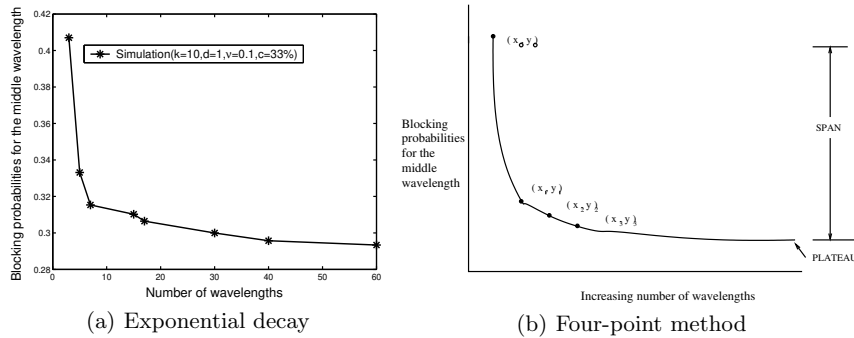 0.42
0.4
0.38
0.36
0.34
0.32
0.3
0.28
0
10
20
30
40
50
60
Simulation(k=10,d=1,ν=0.1,c=33%)
Blocking probabilities for the middle wavelength
Number of wavelengths
(a) Exponential decay
Blocking
probabilities
for the
middle
wavelength
(x₀ y₀)
(x₂ y₂)
(x₃ y₃)
SPAN
PLATEAU
Increasing number of wavelengths
(b) Four-point method